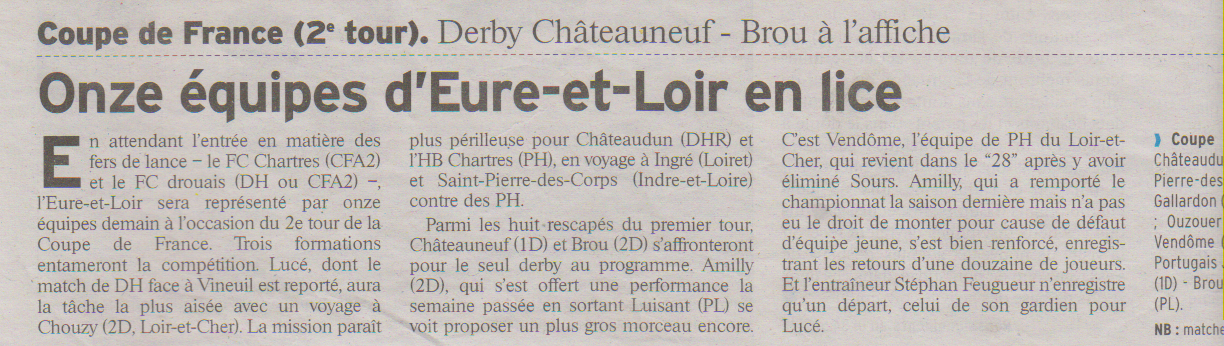 Coupe de France (2e tour). Derby Châteauneuf - Brou à l'affiche
Onze équipes d'Eure-et-Loir en lice
En attendant l'entrée en matière des
fers de lance – le FC Chartres (CFA2)
et le FC drouais (DH ou CFA2) –,
l'Eure-et-Loir sera représenté par onze
équipes demain à l'occasion du 2e tour de la
Coupe de France. Trois formations
entameront la compétition. Lucé, dont le
match de DH face à Vineuil est reporté, aura
la tâche la plus aisée avec un voyage à
Chouzy (2D, Loir-et-Cher). La mission paraît
plus périlleuse pour Châteaudun (DHR) et
l'HB Chartres (PH), en voyage à Ingré (Loiret)
et Saint-Pierre-des-Corps (Indre-et-Loire)
contre des PH.
Parmi les huit rescapés du premier tour,
Châteauneuf (1D) et Brou (2D) s'affronteront
pour le seul derby au programme. Amilly
(2D), qui s'est offert une performance la
semaine passée en sortant Luisant (PL) se
voit proposer un plus gros morceau encore.
C'est Vendôme, l'équipe de PH du Loir-et-
Cher, qui revient dans le "28" après y avoir
éliminé Sours. Amilly, qui a remporté le
championnat la saison dernière mais n'a pas
eu le droit de monter pour cause de défaut
d'équipe jeune, s'est bien renforcé, enregis-
trant les retours d'une douzaine de joueurs.
Et l'entraîneur Stéphan Feugueur n'enregistre
qu'un départ, celui de son gardien pour
Lucé.
Coupe
Châteaudu
Pierre-des
Gallardon (
; Ouzouer
Vendôme (
Portugais
(1D) - Brou
(PL).
NB : matche